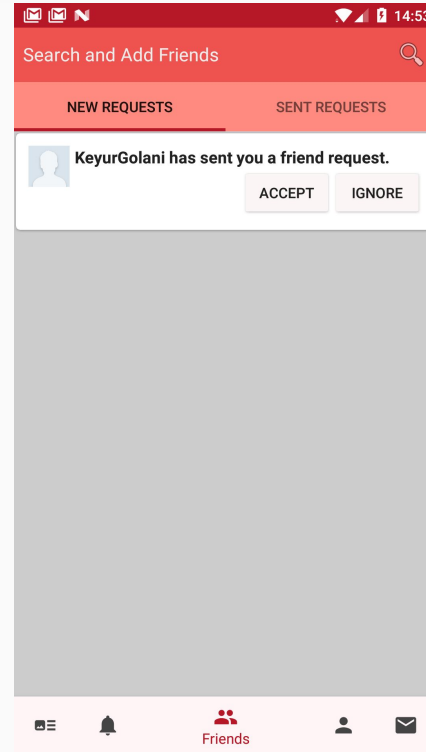 14:53
Search and Add Friends
NEW REQUESTS SENT REQUESTS
KeyurGolani has sent you a friend request.
ACCEPT IGNORE
Friends